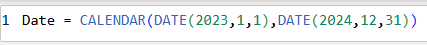 1 Date = CALENDAR(DATE(2023,1,1),DATE(2024,12,31))